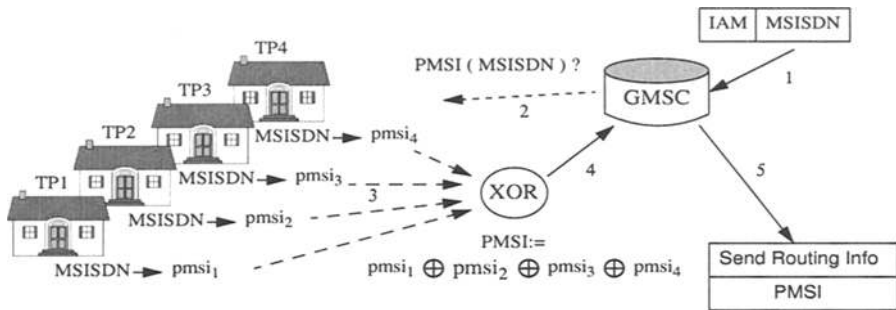 IAM MSISDN
TP4
PMSI ( MSISDN ) ?
1
TP3
GMSC
2
MSISDN → pmsi₄
TP2
MSISDN → pmsi₃
3
4
5
TP1
XOR
MSISDN → pmsi₂
PMSI:=
MSISDN → pmsi₁
pmsi₁ ⊕ pmsi₂ ⊕ pmsi₃ ⊕ pmsi₄
Send Routing Info
PMSI